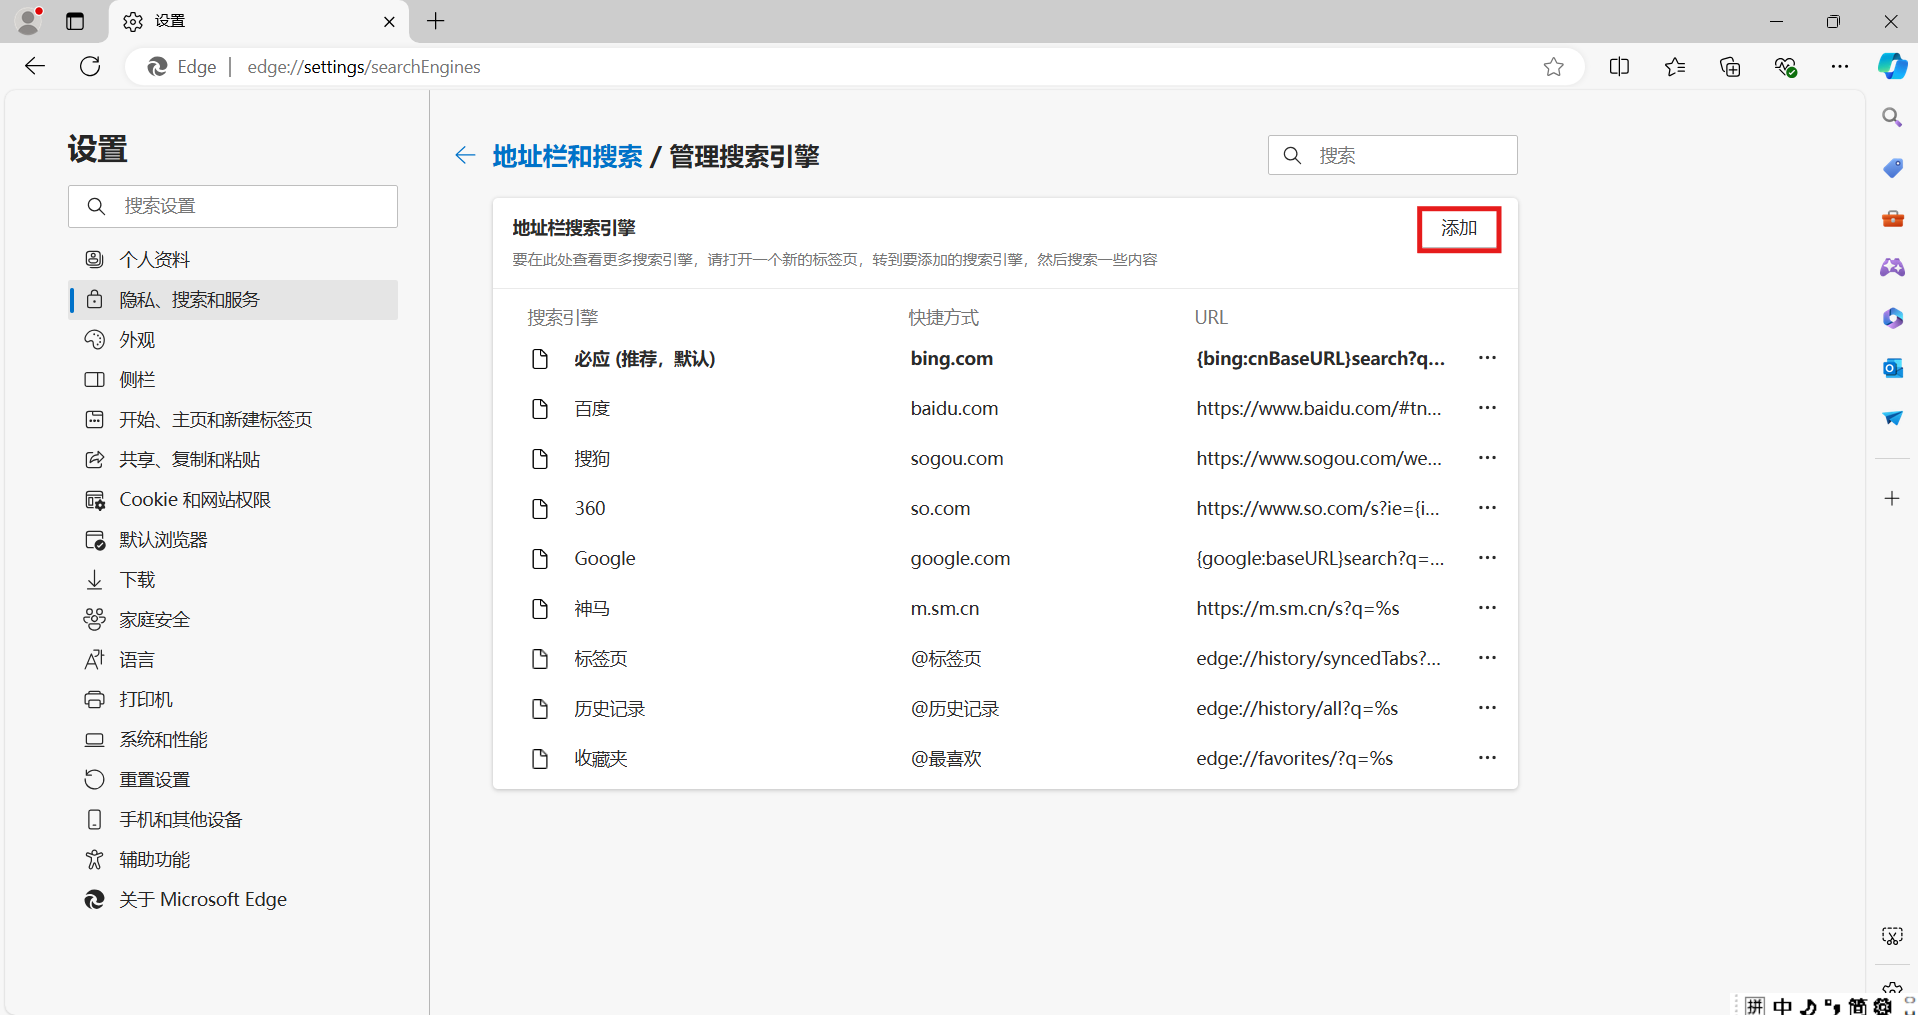 设置
Edge
edge://settings/searchEngines
设置
搜索设置
个人资料
隐私、搜索和服务
外观
侧栏
开始、主页和新建标签页
共享、复制和粘贴
Cookie 和网站权限
默认浏览器
下载
家庭安全
语言
打印机
系统和性能
重置设置
手机和其他设备
辅助功能
关于 Microsoft Edge
地址栏和搜索 / 管理搜索引擎
搜索
地址栏搜索引擎
添加
要在此处查看更多搜索引擎，请打开一个新的标签页，转到要添加的搜索引擎，然后搜索一些内容
搜索引擎 快捷方式 URL
必应 (推荐，默认) bing.com {bing:cnBaseURL}search?q...
百度 baidu.com https://www.baidu.com/#tn...
搜狗 sogou.com https://www.sogou.com/we...
360 so.com https://www.so.com/s?ie={i...
Google google.com {google:baseURL}search?q=...
神马 m.sm.cn https://m.sm.cn/s?q=%s
标签页 @标签页 edge://history/syncedTabs?...
历史记录 @历史记录 edge://history/all?q=%s
收藏夹 @最喜欢 edge://favorites/?q=%s
拼 中 简